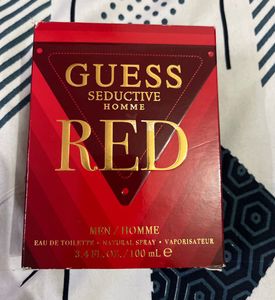 GUESS
SEDUCTIVE
HOMME
RED
MEN / HOMME
EAU DE TOILETTE • NATURAL SPRAY • VAPORISATEUR
3.4 FL. OZ. / 100 mL ℮